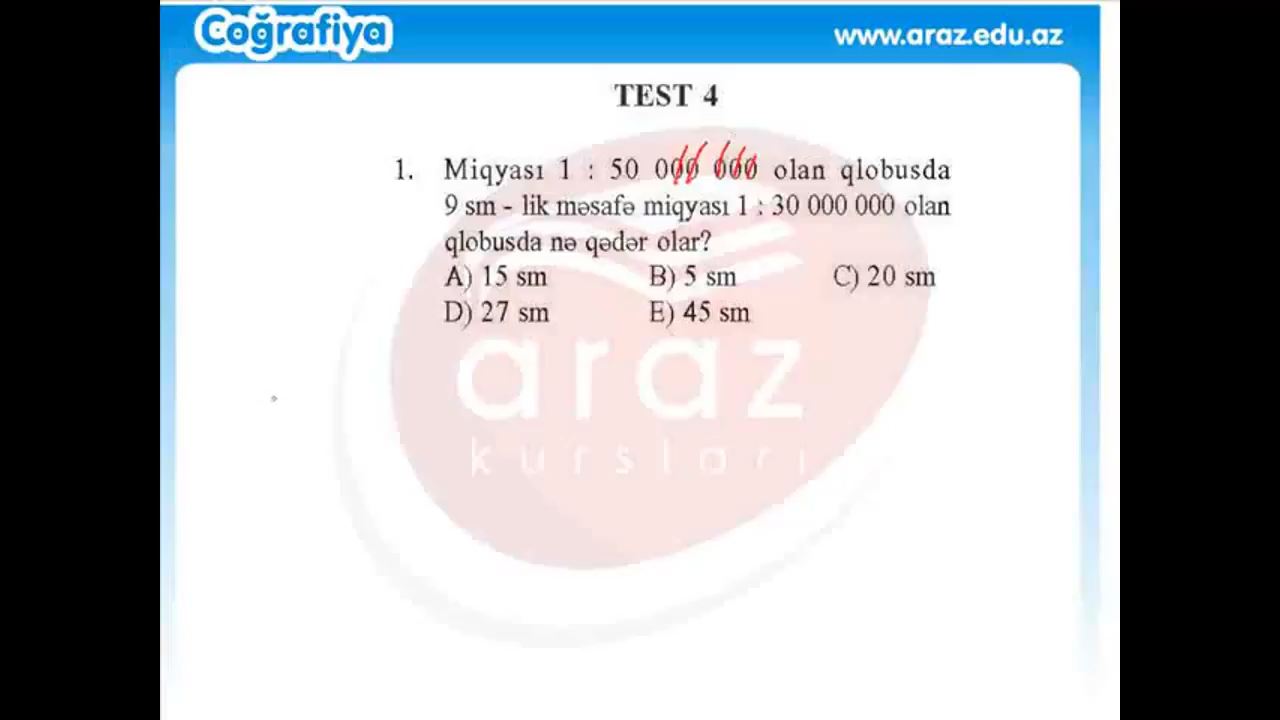 Coğrafiya
www.araz.edu.az
TEST 4
1. Miqyası 1 : 50 000 000 olan qlobusda
9 sm - lik məsafə miqyası 1 : 30 000 000 olan
qlobusda nə qədər olar?
A) 15 sm B) 5 sm C) 20 sm
D) 27 sm E) 45 sm
araz
kursları